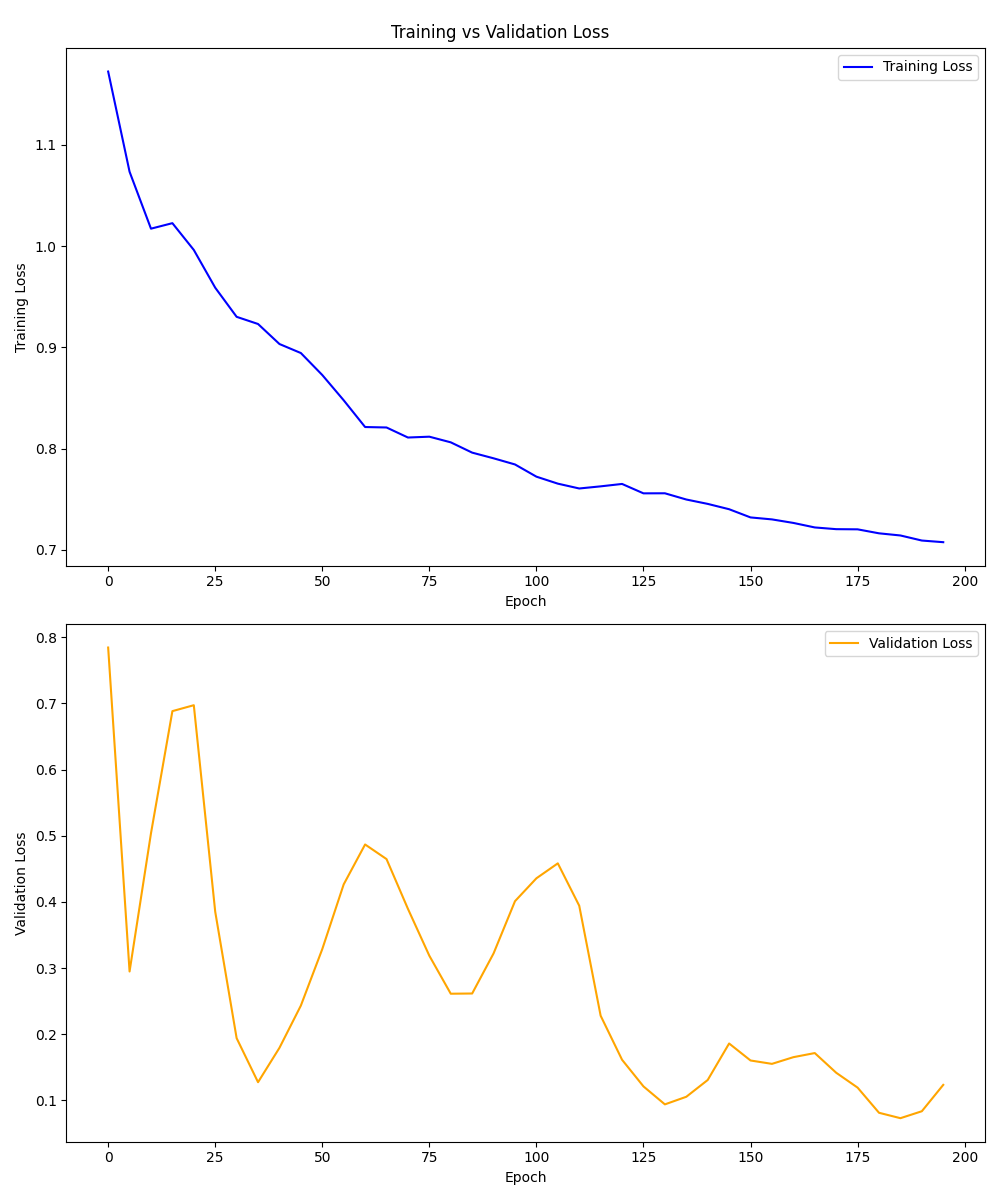 Training vs Validation Loss
Training Loss
1.1
1.0
0.9
0.8
0.7
Training Loss
0 25 50 75 100 125 150 175 200
Epoch
Validation Loss
0.8
0.7
0.6
0.5
0.4
0.3
0.2
0.1
Validation Loss
0 25 50 75 100 125 150 175 200
Epoch